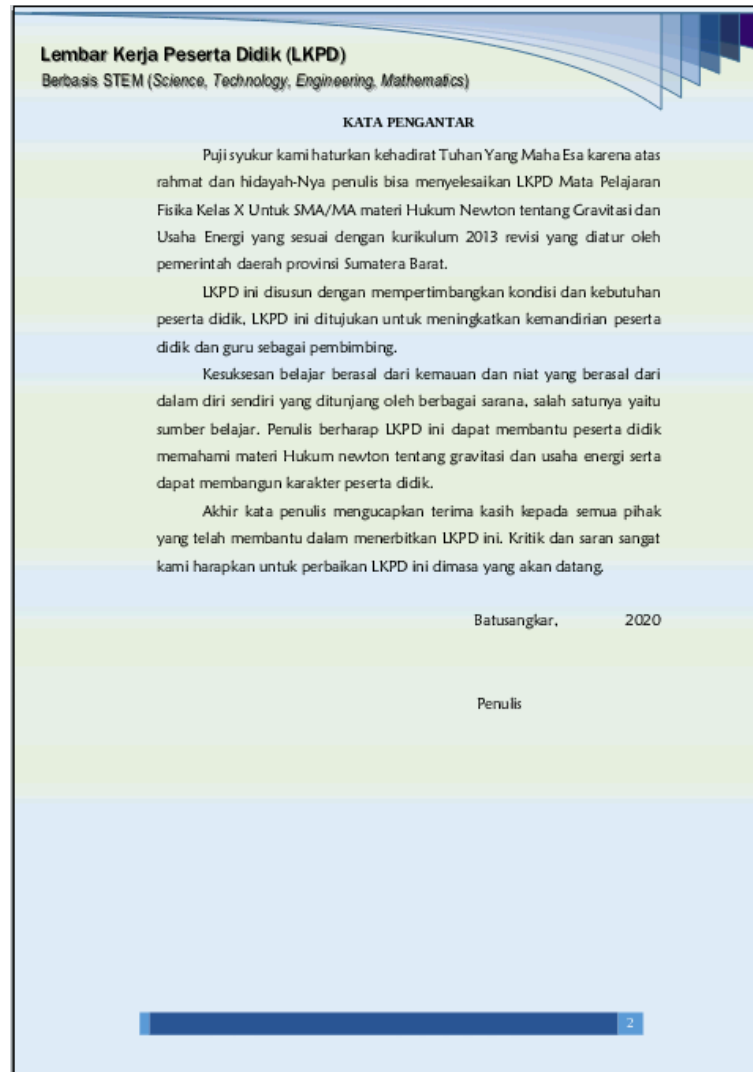 Lembar Kerja Peserta Didik (LKPD)
Berbasis STEM (Science, Technology, Engineering, Mathematics)
KATA PENGANTAR
Puji syukur kami haturkan kehadirat Tuhan Yang Maha Esa karena atas
rahmat dan hidayah-Nya penulis bisa menyelesaikan LKPD Mata Pelajaran
Fisika Kelas X Untuk SMA/MA materi Hukum Newton tentang Gravitasi dan
Usaha Energi yang sesuai dengan kurikulum 2013 revisi yang diatur oleh
pemerintah daerah provinsi Sumatera Barat.
LKPD ini disusun dengan mempertimbangkan kondisi dan kebutuhan
peserta didik, LKPD ini ditujukan untuk meningkatkan kemandirian peserta
didik dan guru sebagai pembimbing.
Kesuksesan belajar berasal dari kemauan dan niat yang berasal dari
dalam diri sendiri yang ditunjang oleh berbagai sarana, salah satunya yaitu
sumber belajar. Penulis berharap LKPD ini dapat membantu peserta didik
memahami materi Hukum newton tentang gravitasi dan usaha energi serta
dapat membangun karakter peserta didik.
Akhir kata penulis mengucapkan terima kasih kepada semua pihak
yang telah membantu dalam menerbitkan LKPD ini. Kritik dan saran sangat
kami harapkan untuk perbaikan LKPD ini dimasa yang akan datang.
Batusangkar, 2020
Penulis
2